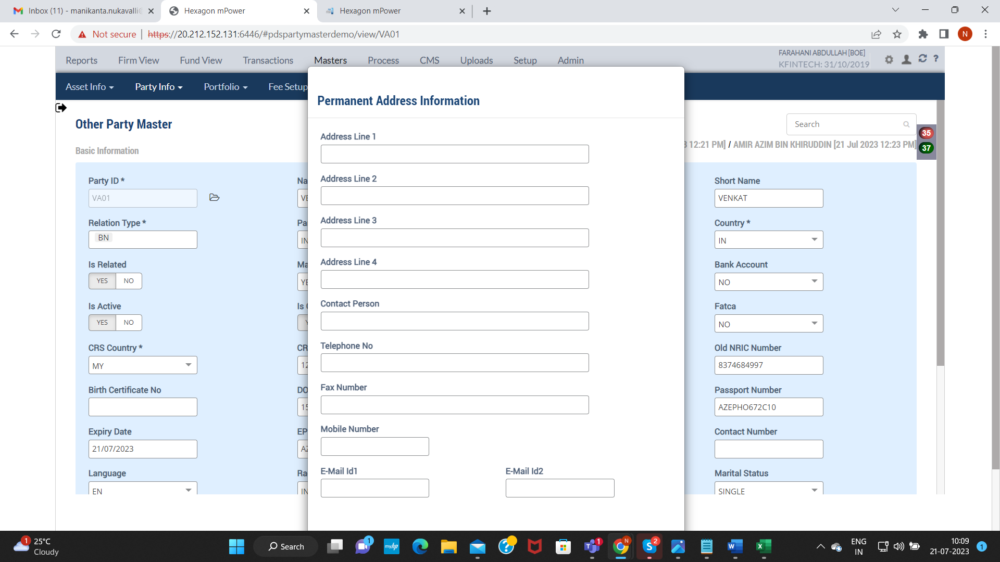 Inbox (11) - manikanta.nukavalli@
Hexagon mPower
Hexagon mPower
Not secure
https://20.212.152.131:6446/#pdspartymasterdemo/view/VA01
N
Reports
Firm View
Fund View
Transactions
Masters
Process
CMS
Uploads
Setup
Admin
FARAHANI ABDULLAH [BOE]
KFINTECH: 31/10/2019
?
Asset Info
Party Info
Portfolio
Fee Setup
Permanent Address Information
Other Party Master
Search
35
37
12:21 PM] / AMIR AZIM BIN KHIRUDDIN [21 Jul 2023 12:23 PM]
Basic Information
Party ID *
VA01
Na
VE
Short Name
VENKAT
Relation Type *
BN
Pa
IN
Country *
IN
Is Related
YES
NO
Ma
YE
Bank Account
NO
Is Active
YES
NO
Is
Fatca
NO
CRS Country *
MY
CR
12
Old NRIC Number
8374684997
Birth Certificate No
DO
15
Passport Number
AZEPHO672C10
Expiry Date
21/07/2023
EP
AZ
Contact Number
Language
EN
Ra
IN
Marital Status
SINGLE
Address Line 1
Address Line 2
Address Line 3
Address Line 4
Contact Person
Telephone No
Fax Number
Mobile Number
E-Mail Id1
E-Mail Id2
1
25°C
Cloudy
Search
1
myhp
?
1
N
S
2
W
X
ENG
IN
10:09
21-07-2023
1